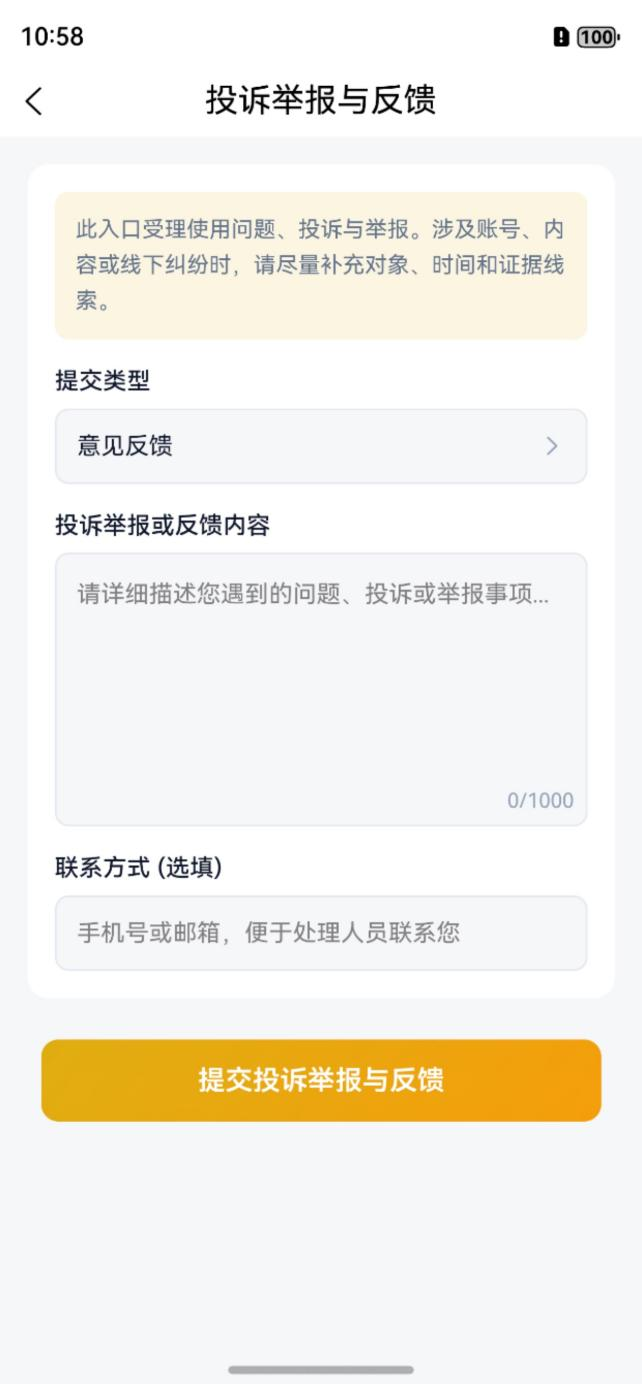 10:58
100
投诉举报与反馈
此入口受理使用问题、投诉与举报。涉及账号、内
容或线下纠纷时，请尽量补充对象、时间和证据线
索。
提交类型
意见反馈
投诉举报或反馈内容
请详细描述您遇到的问题、投诉或举报事项...
0/1000
联系方式 (选填)
手机号或邮箱，便于处理人员联系您
提交投诉举报与反馈